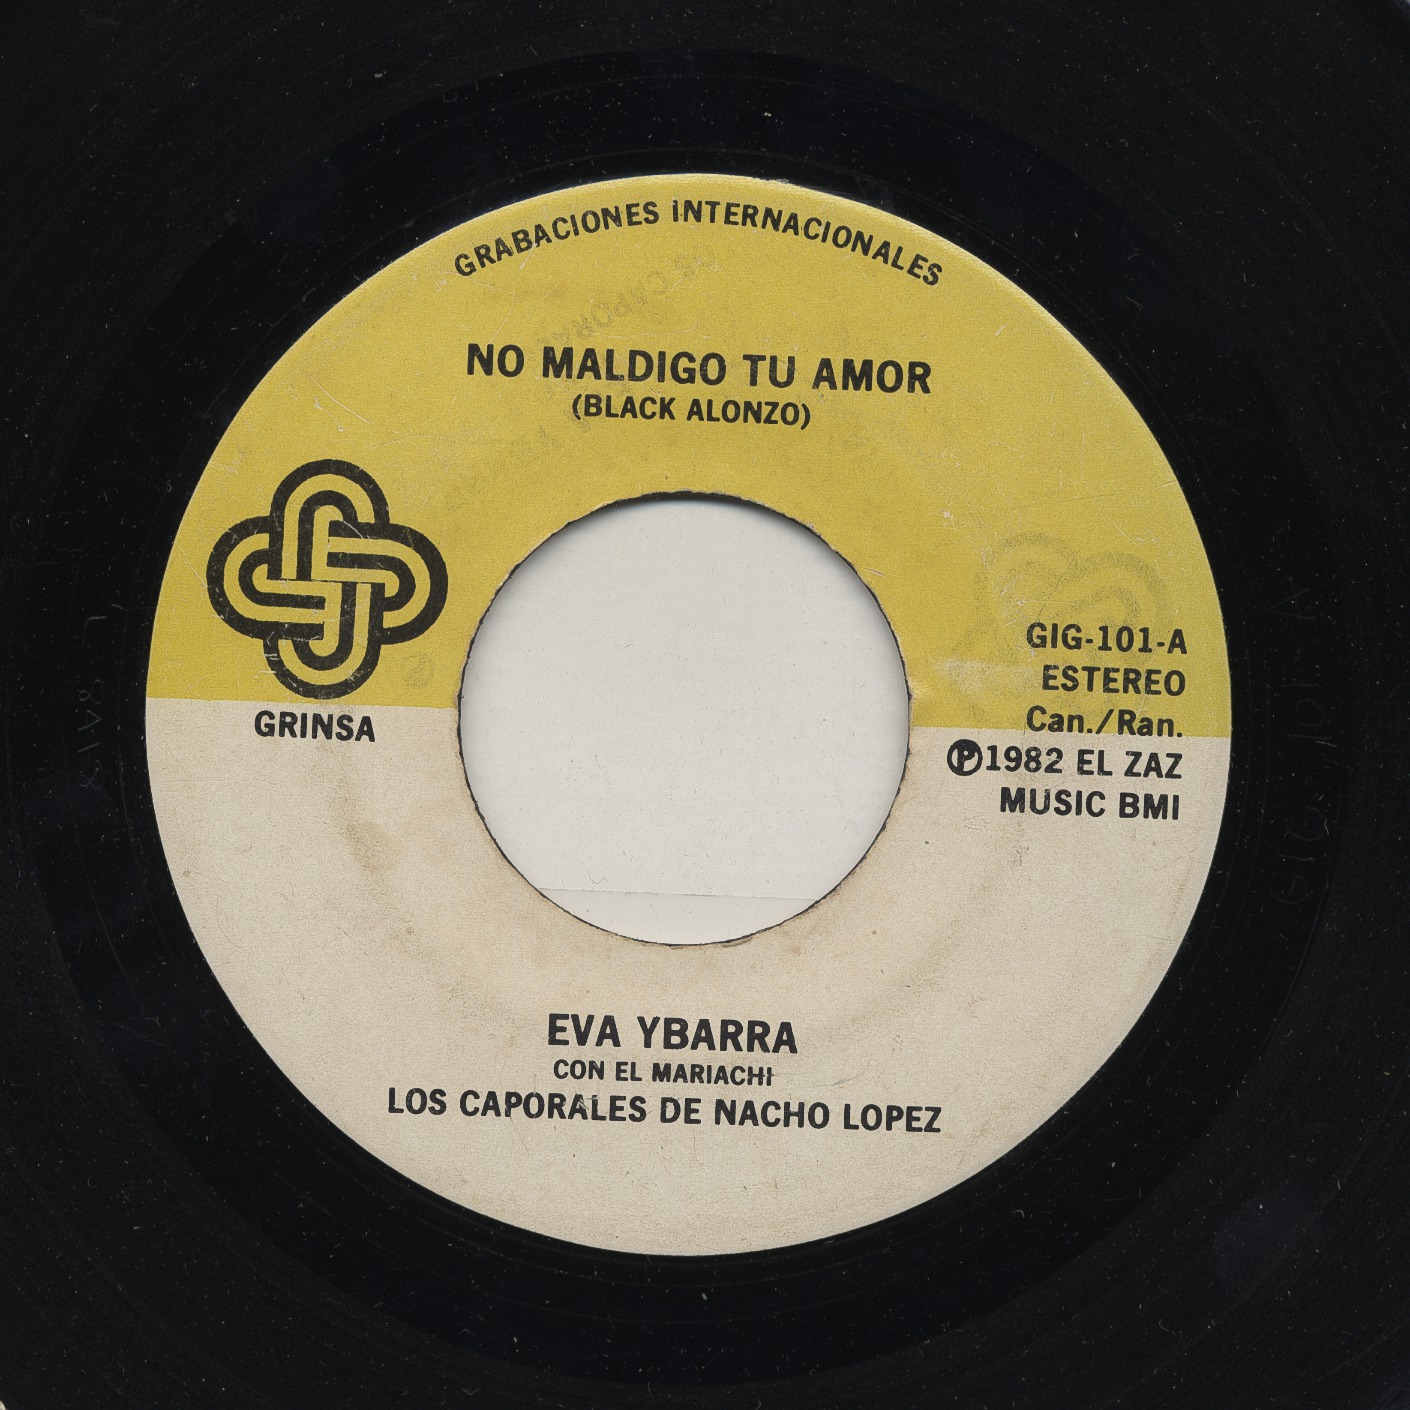 GRABACIONES INTERNACIONALES
NO MALDIGO TU AMOR
(BLACK ALONZO)
GRINSA
GIG-101-A
ESTEREO
Can./Ran.
Ⓟ1982 EL ZAZ
MUSIC BMI
EVA YBARRA
CON EL MARIACHI
LOS CAPORALES DE NACHO LOPEZ